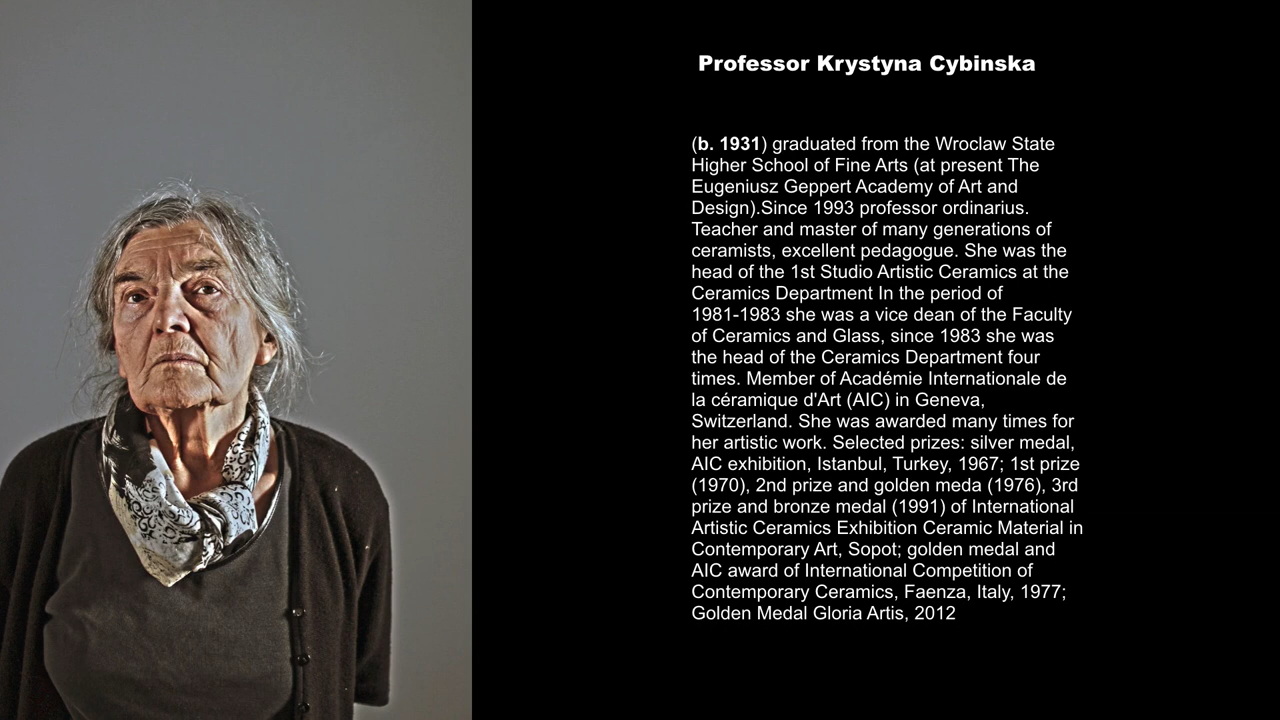 Professor Krystyna Cybinska
(b. 1931) graduated from the Wroclaw State
Higher School of Fine Arts (at present The
Eugeniusz Geppert Academy of Art and
Design).Since 1993 professor ordinarius.
Teacher and master of many generations of
ceramists, excellent pedagogue. She was the
head of the 1st Studio Artistic Ceramics at the
Ceramics Department In the period of
1981-1983 she was a vice dean of the Faculty
of Ceramics and Glass, since 1983 she was
the head of the Ceramics Department four
times. Member of Académie Internationale de
la céramique d'Art (AIC) in Geneva,
Switzerland. She was awarded many times for
her artistic work. Selected prizes: silver medal,
AIC exhibition, Istanbul, Turkey, 1967; 1st prize
(1970), 2nd prize and golden meda (1976), 3rd
prize and bronze medal (1991) of International
Artistic Ceramics Exhibition Ceramic Material in
Contemporary Art, Sopot; golden medal and
AIC award of International Competition of
Contemporary Ceramics, Faenza, Italy, 1977;
Golden Medal Gloria Artis, 2012